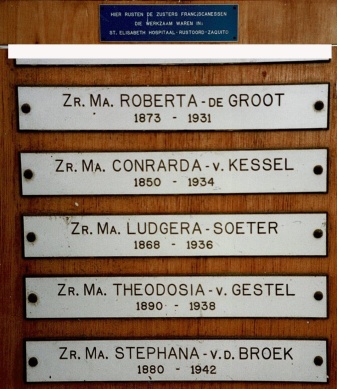 HIER RUSTEN DE ZUSTERS FRANCISCANESSEN
DIE WERKZAAM WAREN IN:
ST. ELISABETH HOSPITAAL-RUSTOORD-ZAQUITO
ZR. MA. ROBERTA - DE GROOT
1873 - 1931
ZR. MA. CONRARDA - V. KESSEL
1850 - 1934
ZR. MA. LUDGERA - SOETER
1868 - 1936
ZR. MA. THEODOSIA - V. GESTEL
1890 - 1938
ZR. MA. STEPHANA - V.D. BROEK
1880 - 1942